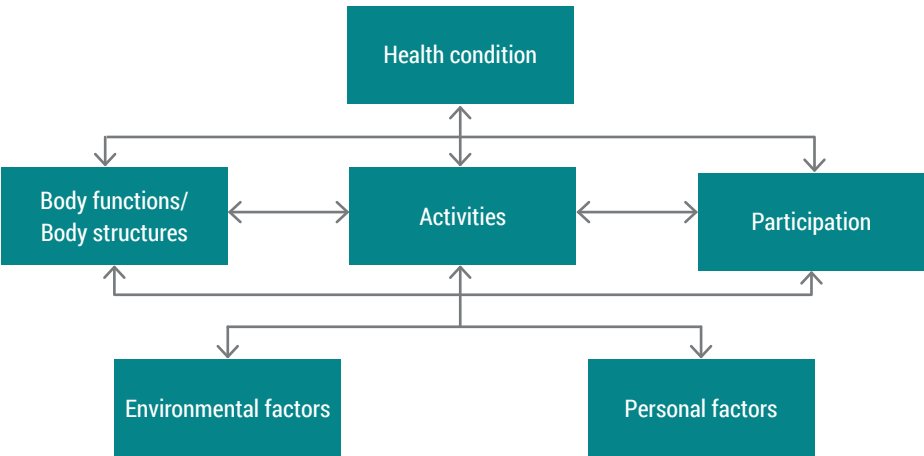 Health condition
Body functions/
Body structures
Activities
Participation
Environmental factors
Personal factors